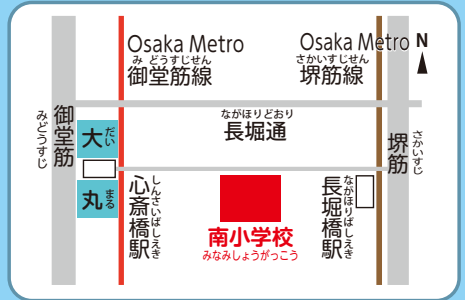 Osaka Metro
みどうすじせん
御堂筋線
Osaka Metro
さかいすじせん
堺筋線
N
ながほりどおり
長堀通
みどうすじ
御堂筋
大
だい
丸
まる
しんさいばしえき
心斎橋駅
南小学校
みなみしょうがっこう
ながほりばしえき
長堀橋駅
さかいすじ
堺筋